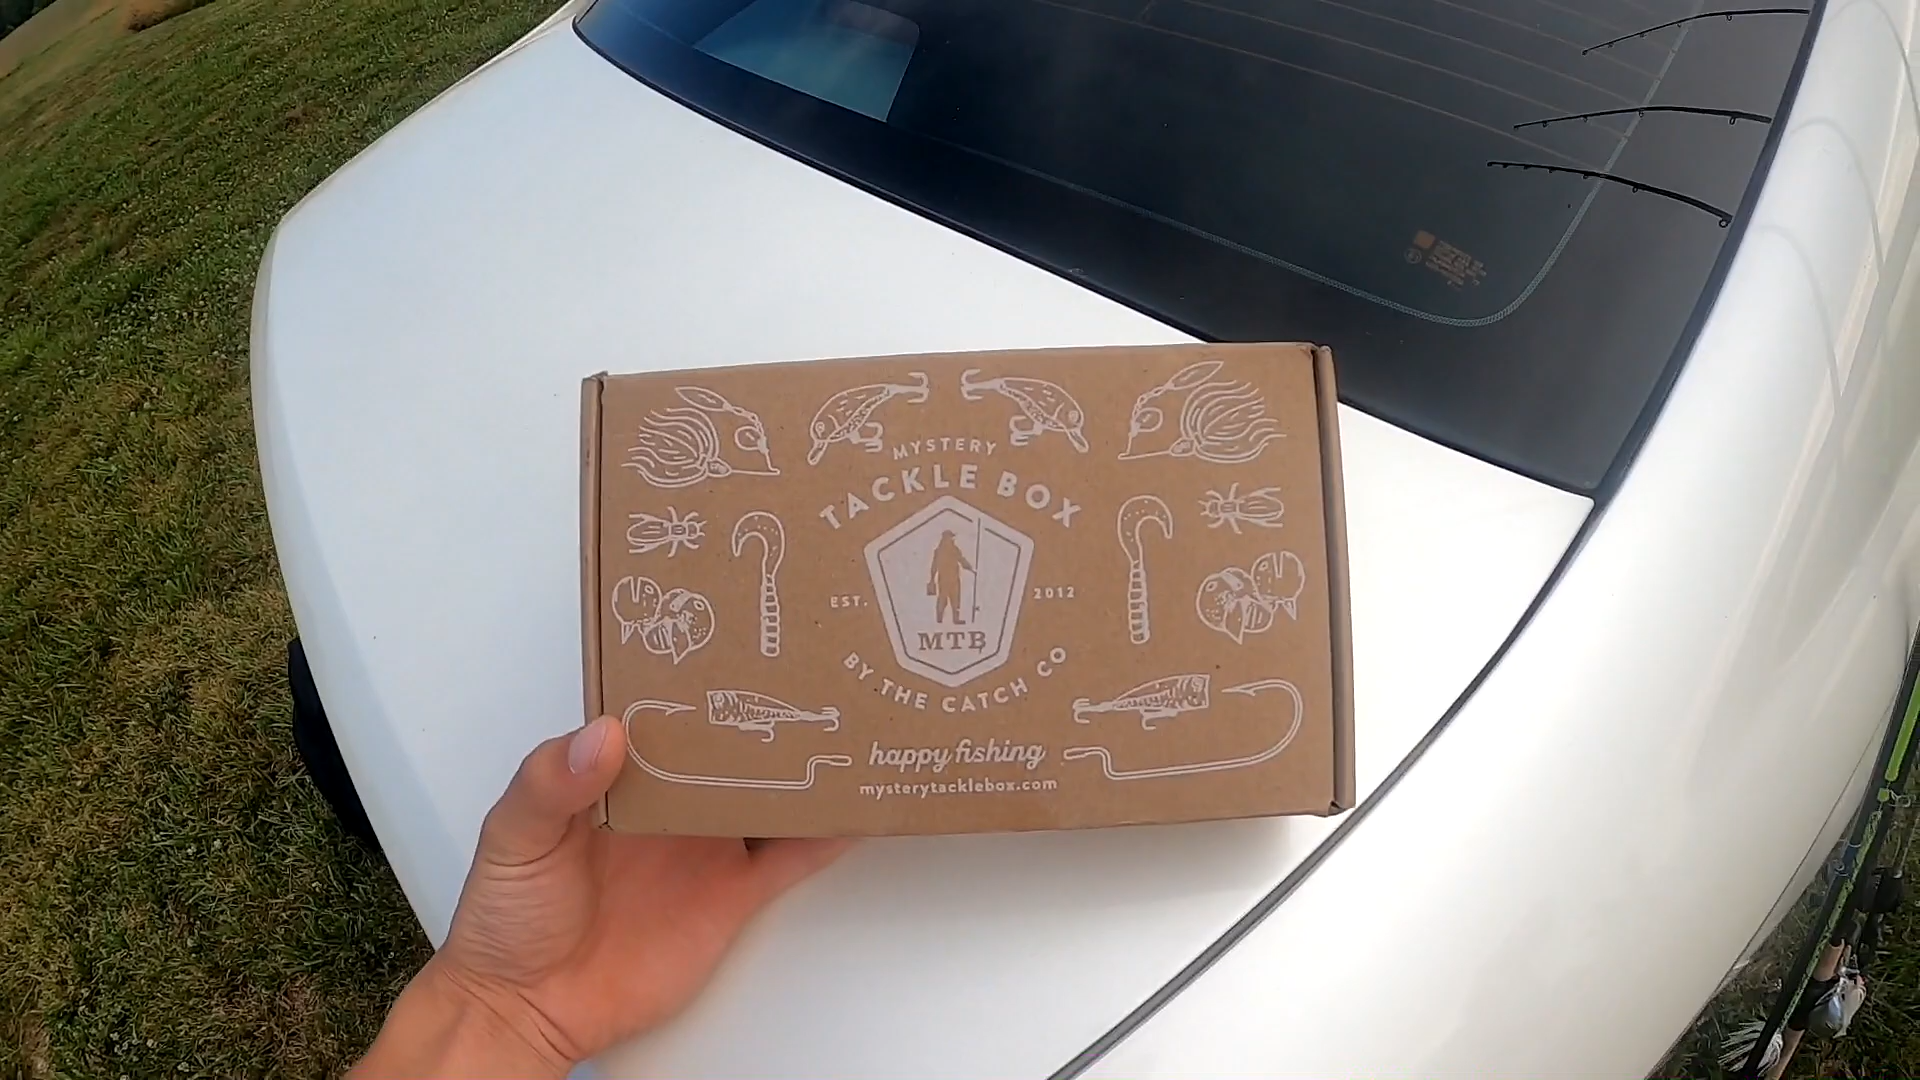 MYSTERY
TACKLE BOX
EST. 2012
MTB
BY THE CATCH CO
happy fishing
mysterytacklebox.com